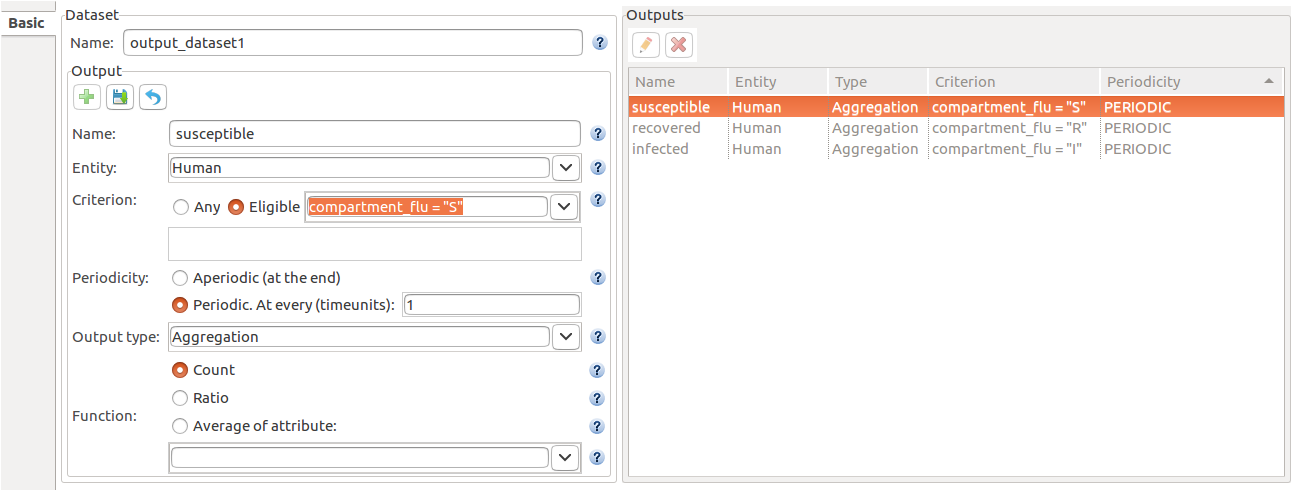 Basic
Dataset
Name: output_dataset1
Output
Name: susceptible
Entity: Human
Criterion: Any Eligible compartment_flu = "S"
Periodicity: Aperiodic (at the end)
Periodic. At every (timeunits): 1
Output type: Aggregation
Count
Ratio
Function:
Average of attribute:
Outputs
Name Entity Type Criterion Periodicity
susceptible Human Aggregation compartment_flu = "S" PERIODIC
recovered Human Aggregation compartment_flu = "R" PERIODIC
infected Human Aggregation compartment_flu = "I" PERIODIC